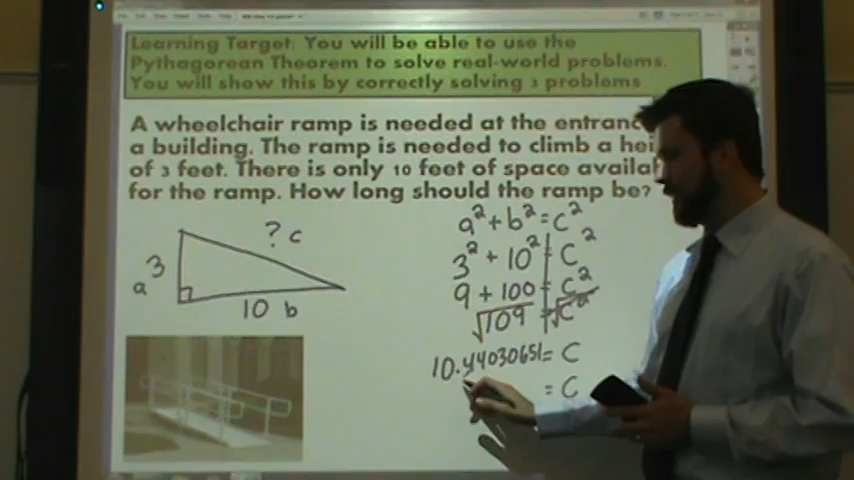 Learning Target: You will be able to use the
Pythagorean Theorem to solve real-world problems.
You will show this by correctly solving 3 problems
A wheelchair ramp is needed at the entranc
a building. The ramp is needed to climb a hei
of 3 feet. There is only 10 feet of space availal
for the ramp. How long should the ramp be?
a² + b² = c²
? c
3² + 10² = C²
a 3
9 + 100 = C²
10 b
√109 = √C²
10.44030651 = C
= C